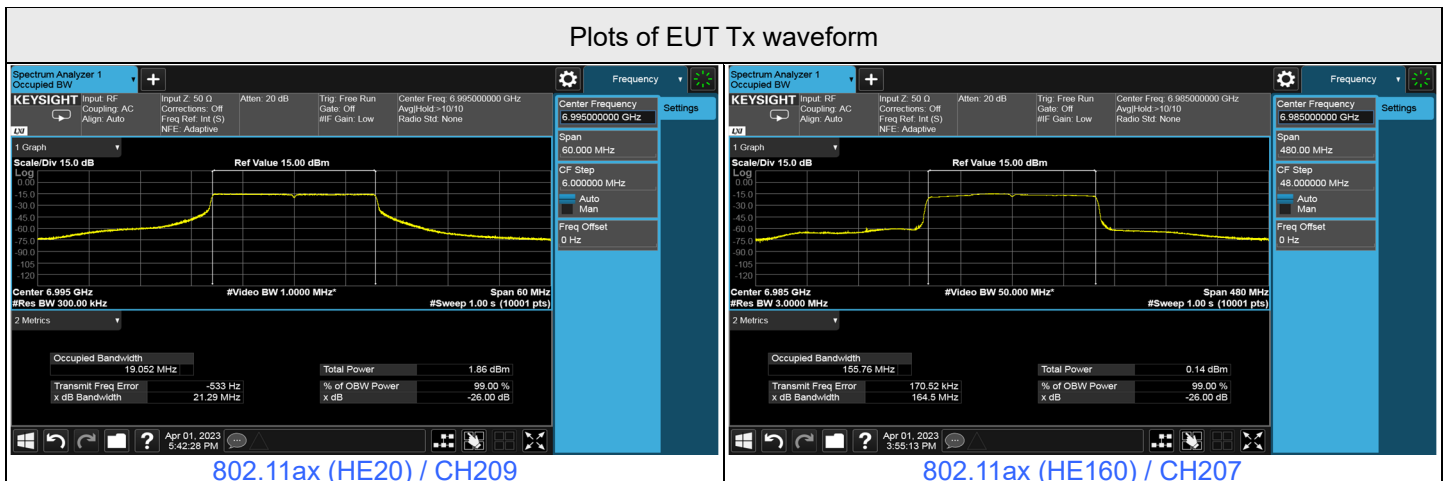 Plots of EUT Tx waveform
Spectrum Analyzer 1
Occupied BW
+
Frequency
KEYSIGHT
Input: RF
Coupling: AC
Align: Auto
Input Z: 50 Ω
Corrections: Off
Freq Ref: Int (S)
NFE: Adaptive
Atten: 20 dB
Trig: Free Run
Gate: Off
#IF Gain: Low
Center Freq: 6.995000000 GHz
Avg|Hold:>10/10
Radio Std: None
LXI
Center Frequency
6.995000000 GHz
Settings
Span
60.000 MHz
CF Step
6.000000 MHz
Auto
Man
Freq Offset
0 Hz
1 Graph
Scale/Div 15.0 dB
Ref Value 15.00 dBm
Log
0.00
-15.0
-30.0
-45.0
-60.0
-75.0
-90.0
-105
-120
Center 6.995 GHz
#Video BW 1.0000 MHz*
Span 60 MHz
#Res BW 300.00 kHz
#Sweep 1.00 s (10001 pts)
2 Metrics
Occupied Bandwidth
19.052 MHz
Total Power 1.86 dBm
Transmit Freq Error -533 Hz
% of OBW Power 99.00 %
x dB Bandwidth 21.29 MHz
x dB -26.00 dB
?
Apr 01, 2023
5:42:28 PM
802.11ax (HE20) / CH209
Spectrum Analyzer 1
Occupied BW
+
Frequency
KEYSIGHT
Input: RF
Coupling: AC
Align: Auto
Input Z: 50 Ω
Corrections: Off
Freq Ref: Int (S)
NFE: Adaptive
Atten: 20 dB
Trig: Free Run
Gate: Off
#IF Gain: Low
Center Freq: 6.985000000 GHz
Avg|Hold:>10/10
Radio Std: None
LXI
Center Frequency
6.985000000 GHz
Settings
Span
480.00 MHz
CF Step
48.000000 MHz
Auto
Man
Freq Offset
0 Hz
1 Graph
Scale/Div 15.0 dB
Ref Value 15.00 dBm
Log
0.00
-15.0
-30.0
-45.0
-60.0
-75.0
-90.0
-105
-120
Center 6.985 GHz
#Video BW 50.000 MHz*
Span 480 MHz
#Res BW 3.0000 MHz
#Sweep 1.00 s (10001 pts)
2 Metrics
Occupied Bandwidth
155.76 MHz
Total Power 0.14 dBm
Transmit Freq Error 170.52 kHz
% of OBW Power 99.00 %
x dB Bandwidth 164.5 MHz
x dB -26.00 dB
?
Apr 01, 2023
3:55:13 PM
802.11ax (HE160) / CH207